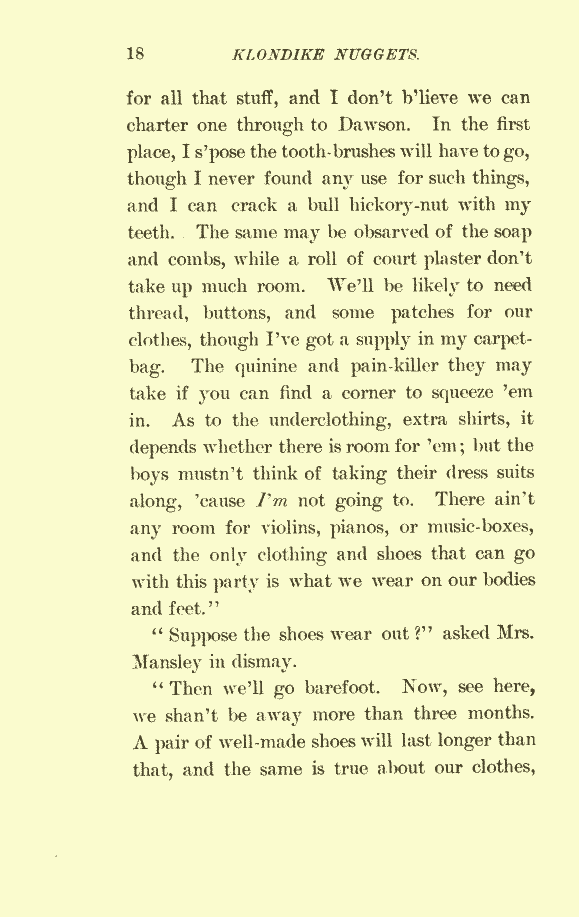 18 KLONDIKE NUGGETS.
for all that stuff, and I don't b'lieve we can
charter one through to Dawson. In the first
place, I s'pose the tooth-brushes will have to go,
though I never found any use for such things,
and I can crack a bull hickory-nut with my
teeth. The same may be obsarved of the soap
and combs, while a roll of court plaster don't
take up much room. We'll be likely to need
thread, buttons, and some patches for our
clothes, though I've got a supply in my carpet-
bag. The quinine and pain-killer they may
take if you can find a corner to squeeze 'em
in. As to the underclothing, extra shirts, it
depends whether there is room for 'em; but the
boys mustn't think of taking their dress suits
along, 'cause I'm not going to. There ain't
any room for violins, pianos, or music-boxes,
and the only clothing and shoes that can go
with this party is what we wear on our bodies
and feet."
"Suppose the shoes wear out?" asked Mrs.
Mansley in dismay.
"Then we'll go barefoot. Now, see here,
we shan't be away more than three months.
A pair of well-made shoes will last longer than
that, and the same is true about our clothes,